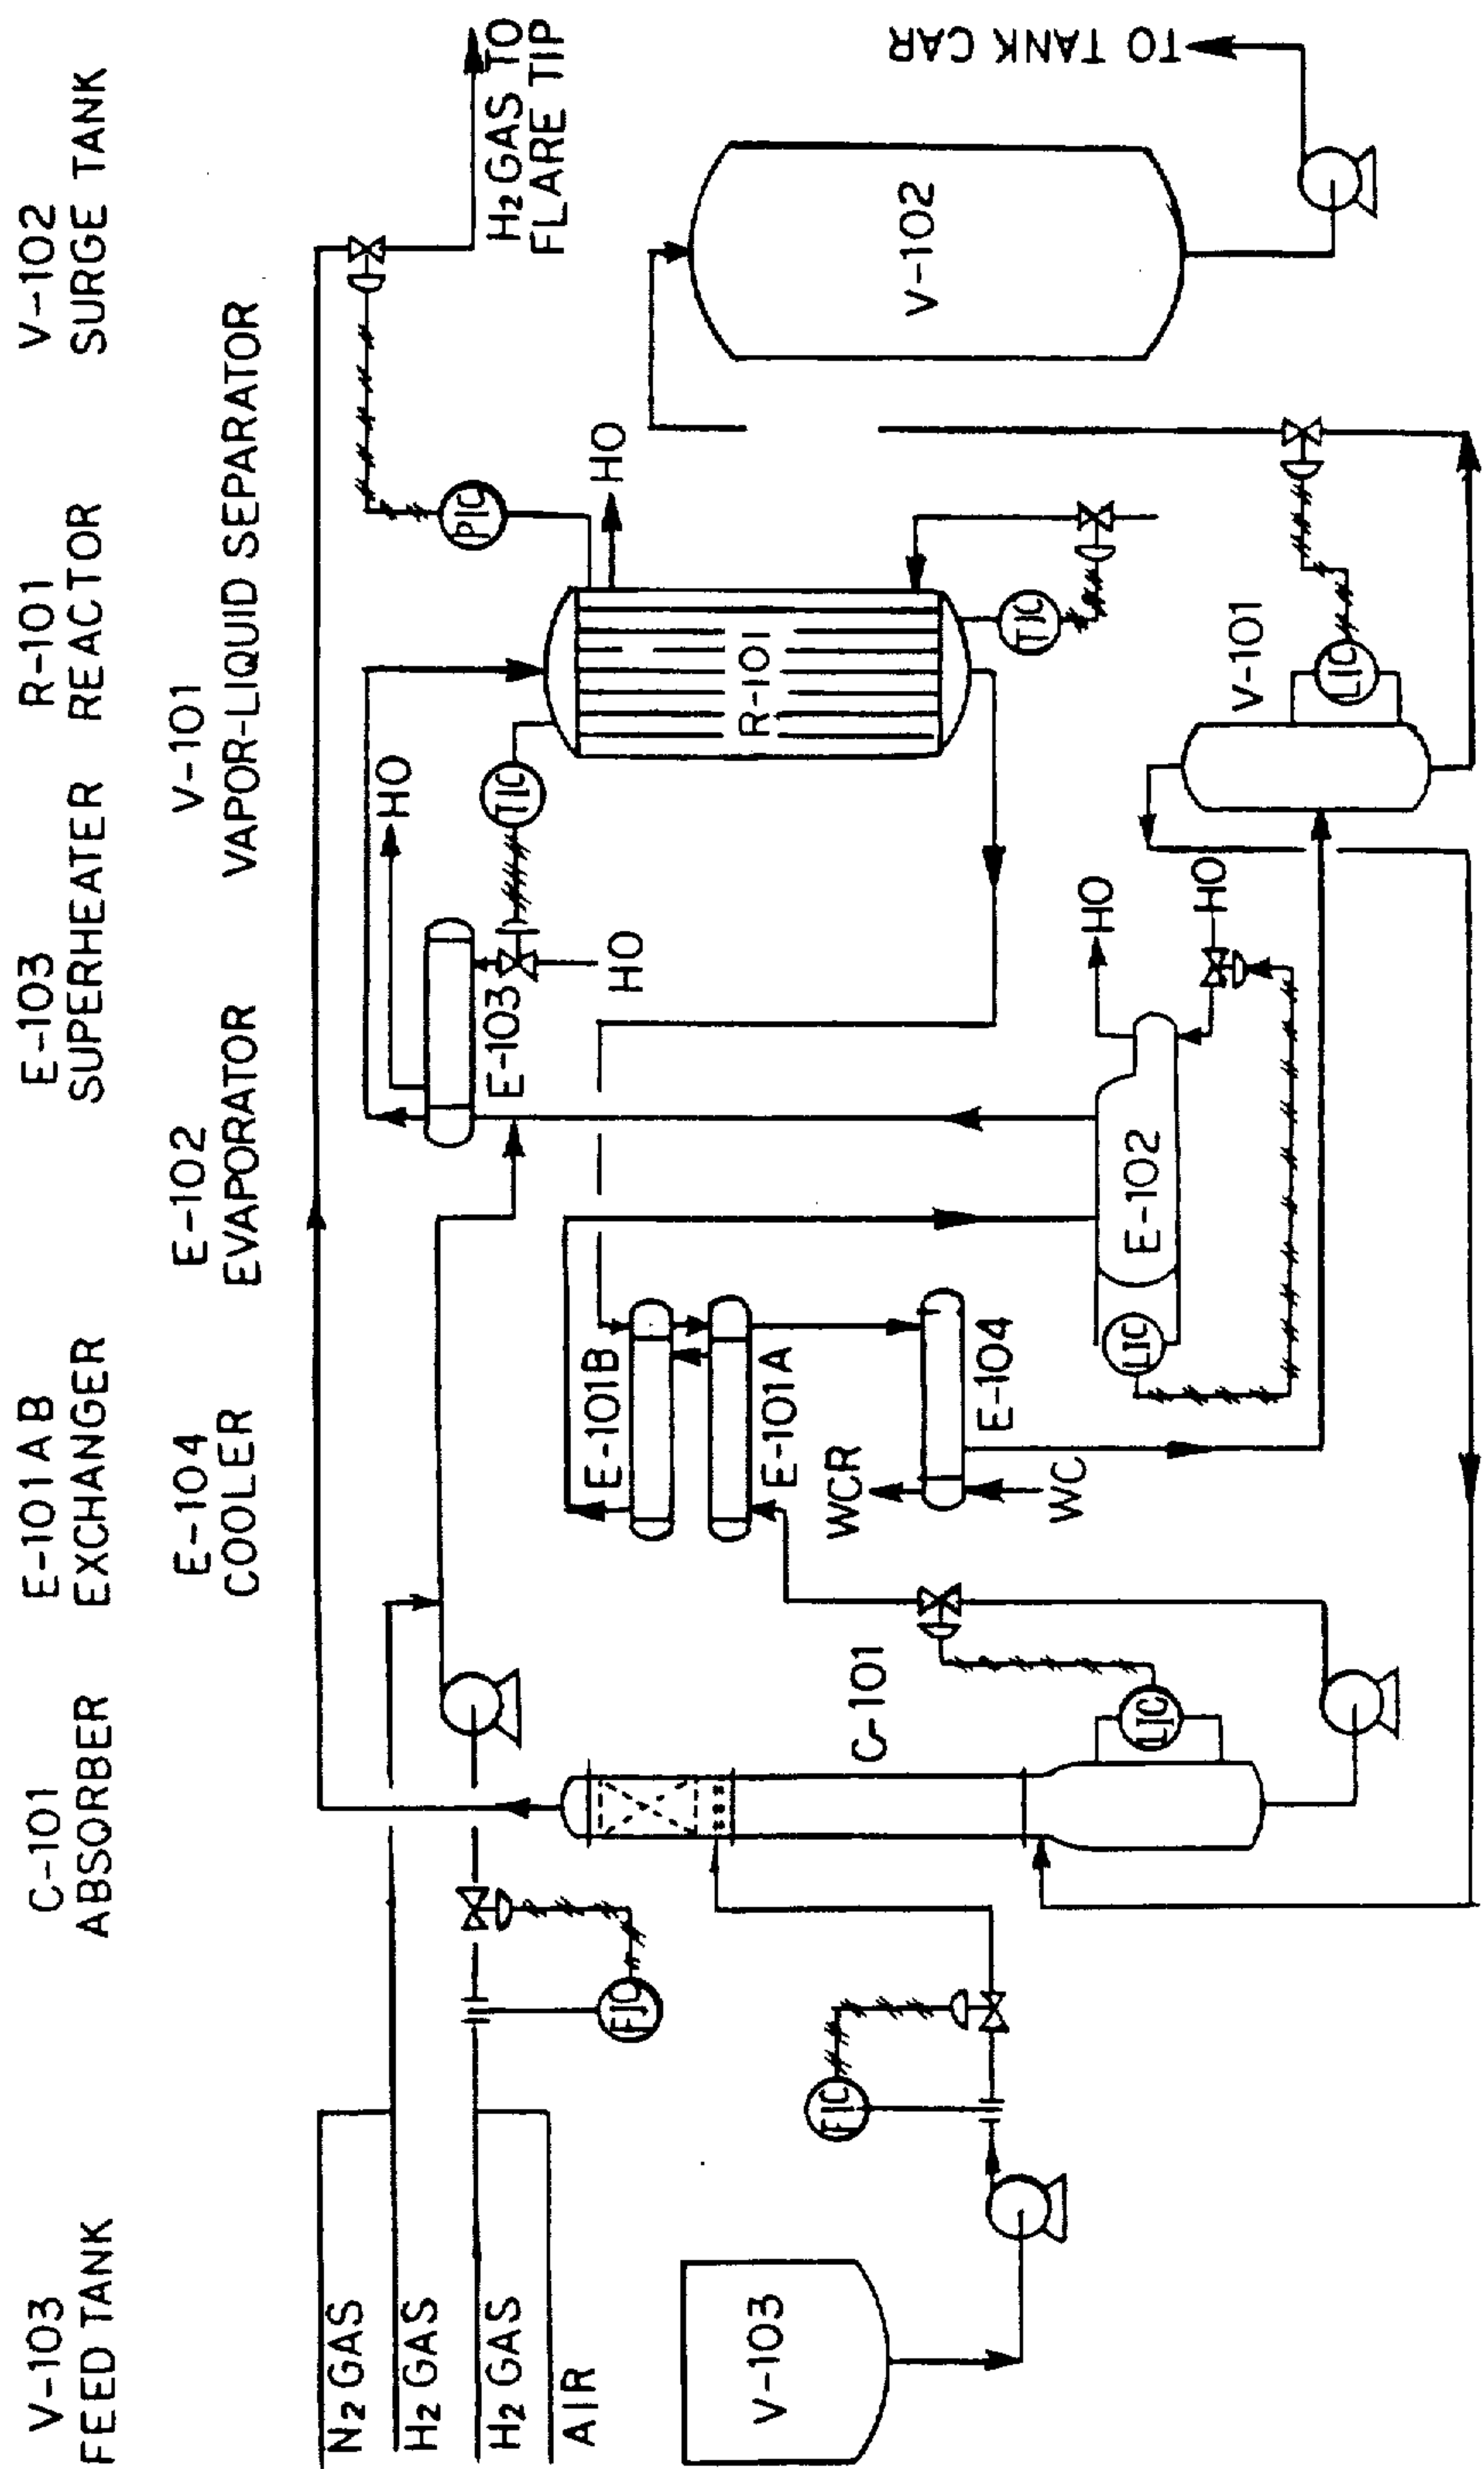 V-103
FEED TANK
C-101
ABSORBER
E-101AB
EXCHANGER
E-103
SUPERHEATER
R-101
REACTOR
V-102
SURGE TANK
E-104
COOLER
E-102
EVAPORATOR
V-101
VAPOR-LIQUID SEPARATOR
N2 GAS
H2 GAS
H2 GAS
AIR
H2 GAS TO
FLARE TIP
HO
PIC
HO
TIC
E-103
HO
FIC
E-101B
E-101A
R-101
TIC
V-102
TO TANK CAR
FIC
C-101
WCR
E-104
WC
HO
HO
E-102
LIC
V-101
LIC
LIC
V-103